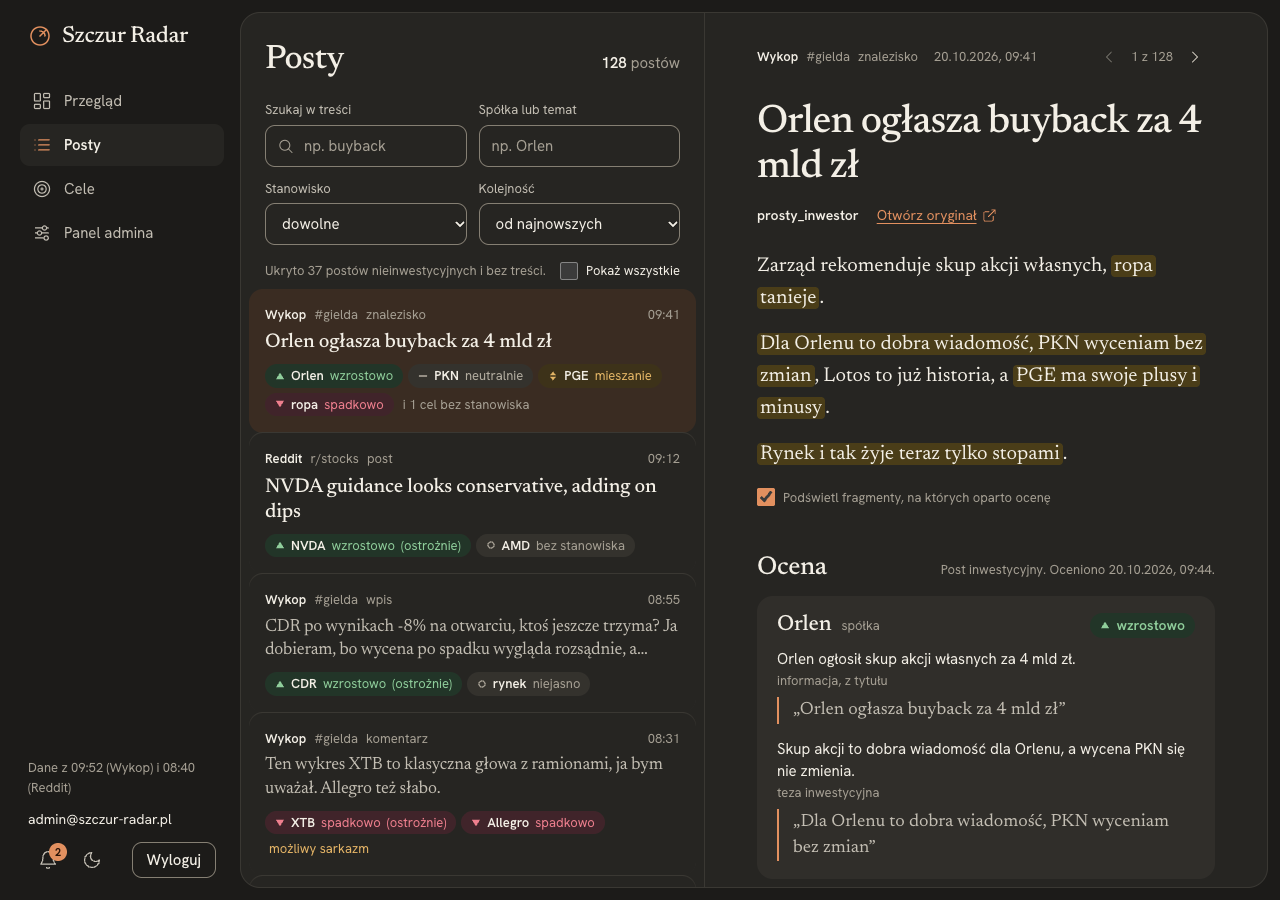 Szczur Radar
Przegląd
Posty
Cele
Panel admina
Dane z 09:52 (Wykop) i 08:40
(Reddit)
admin@szczur-radar.pl
2
Wyloguj
Posty
128 postów
Szukaj w treści
Spółka lub temat
np. buyback
np. Orlen
Stanowisko
Kolejność
dowolne
od najnowszych
Ukryto 37 postów nieinwestycyjnych i bez treści.
Pokaż wszystkie
Wykop #gielda znalezisko 09:41
Orlen ogłasza buyback za 4 mld zł
Orlen wzrostowo PKN neutralnie PGE mieszanie
ropa spadkowo i 1 cel bez stanowiska
Reddit r/stocks post 09:12
NVDA guidance looks conservative, adding on
dips
NVDA wzrostowo (ostrożnie) AMD bez stanowiska
Wykop #gielda wpis 08:55
CDR po wynikach -8% na otwarciu, ktoś jeszcze trzyma? Ja
dobieram, bo wycena po spadku wygląda rozsądnie, a…
CDR wzrostowo (ostrożnie) rynek niejasno
Wykop #gielda komentarz 08:31
Ten wykres XTB to klasyczna głowa z ramionami, ja bym
uważał. Allegro też słabo.
XTB spadkowo (ostrożnie) Allegro spadkowo
możliwy sarkazm
Wykop #gielda znalezisko 20.10.2026, 09:41
1 z 128
Orlen ogłasza buyback za 4
mld zł
prosty_inwestor Otwórz oryginał
Zarząd rekomenduje skup akcji własnych, ropa
tanieje.
Dla Orlenu to dobra wiadomość, PKN wyceniam bez
zmian, Lotos to już historia, a PGE ma swoje plusy i
minusy.
Rynek i tak żyje teraz tylko stopami.
Podświetl fragmenty, na których oparto ocenę
Ocena
Post inwestycyjny. Oceniono 20.10.2026, 09:44.
Orlen spółka wzrostowo
Orlen ogłosił skup akcji własnych za 4 mld zł.
informacja, z tytułu
„Orlen ogłasza buyback za 4 mld zł”
Skup akcji to dobra wiadomość dla Orlenu, a wycena PKN się
nie zmienia.
teza inwestycyjna
„Dla Orlenu to dobra wiadomość, PKN wyceniam
bez zmian”